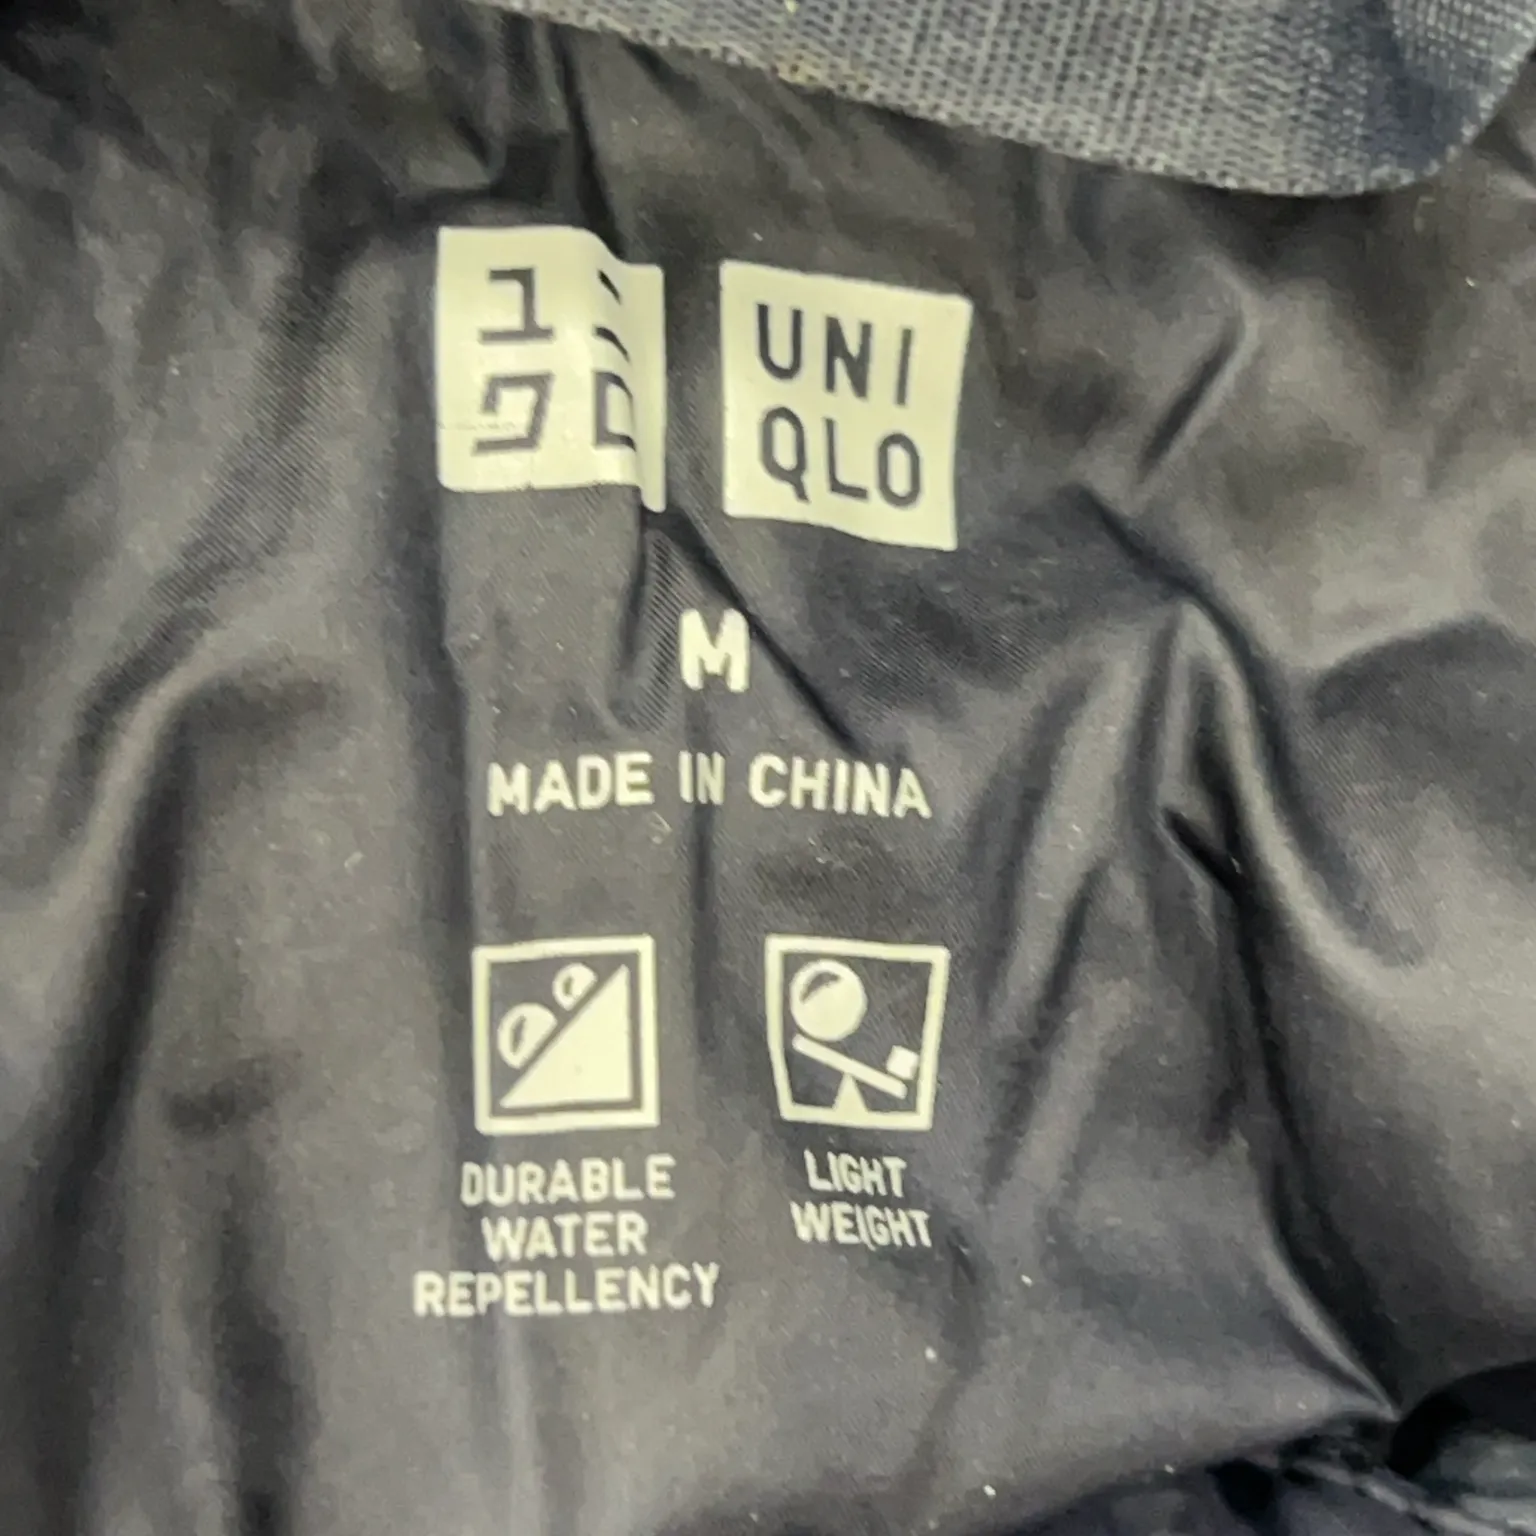 ユニ
クロ
UNI
QLO
M
MADE IN CHINA
DURABLE
WATER
REPELLENCY
LIGHT
WEIGHT